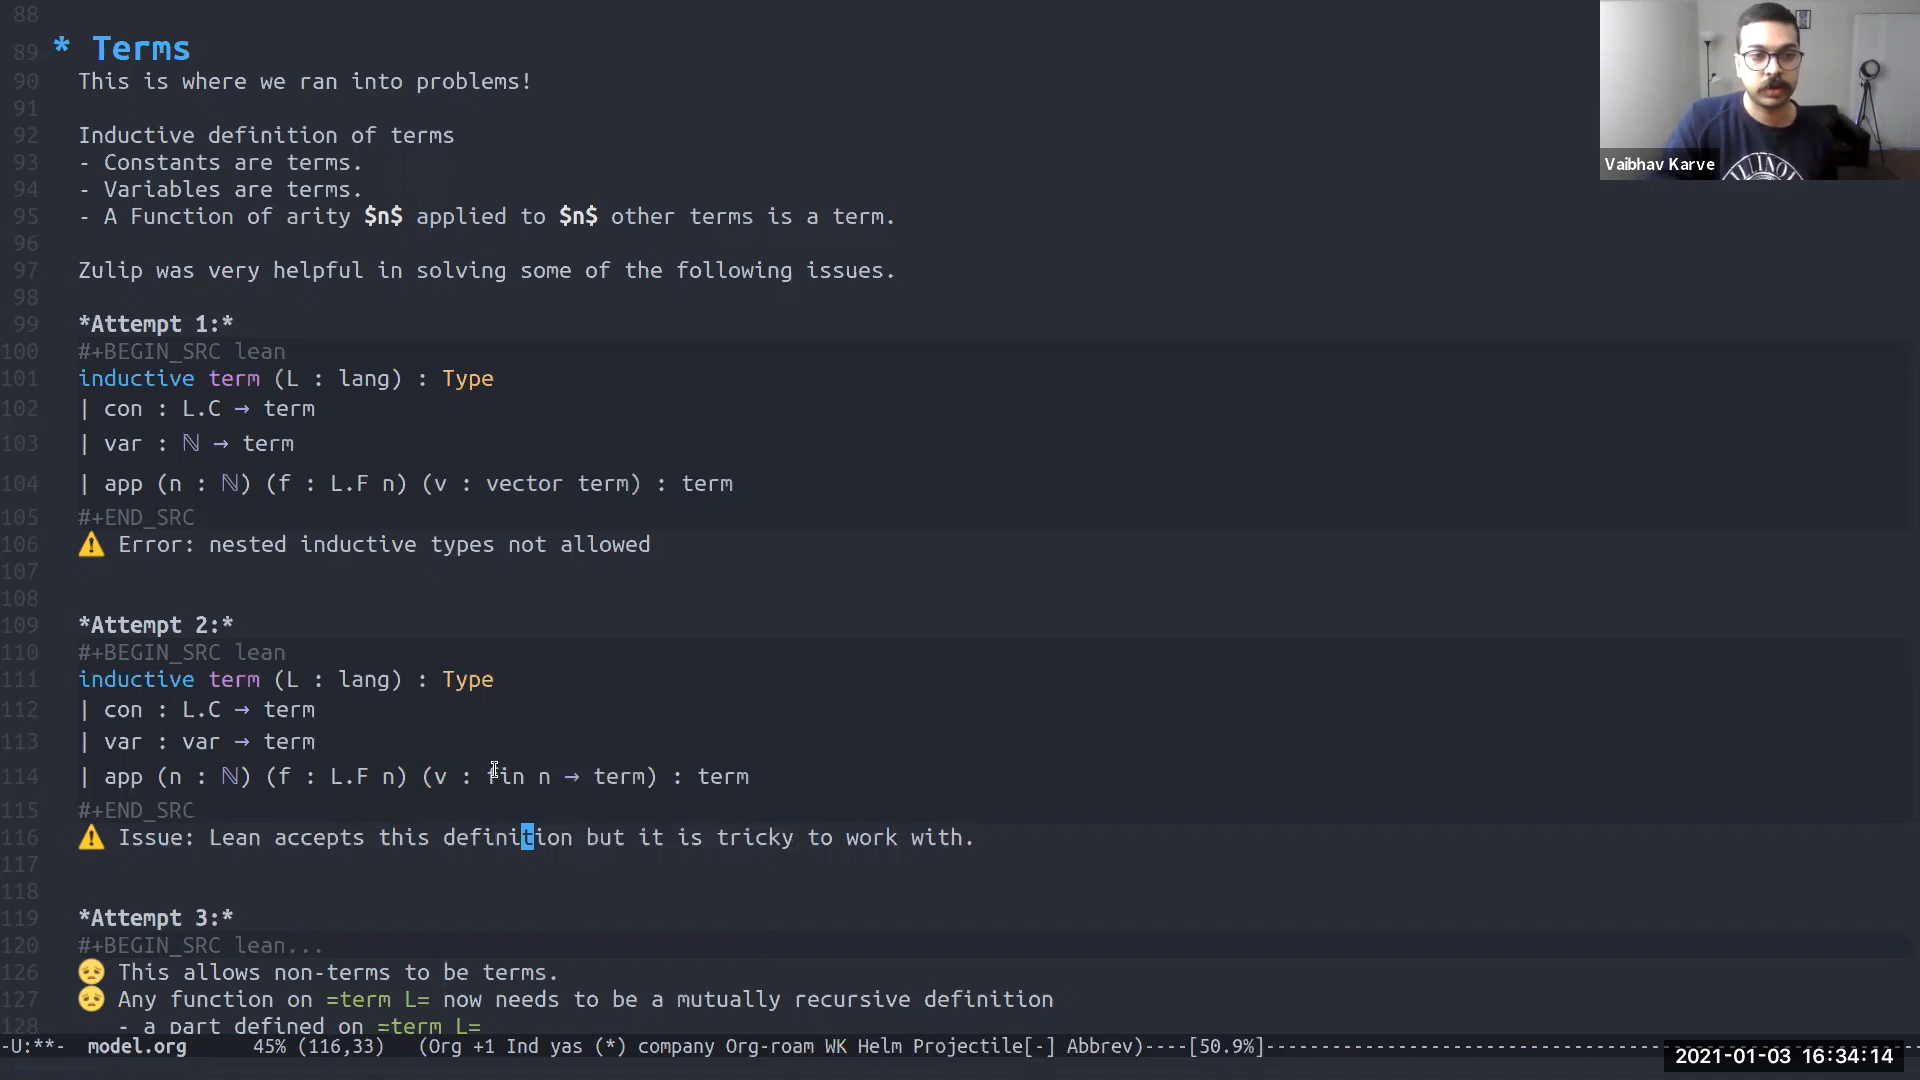 88
89 * Terms
90 This is where we ran into problems!
91
92 Inductive definition of terms
93 - Constants are terms.
94 - Variables are terms.
95 - A Function of arity $n$ applied to $n$ other terms is a term.
96
97 Zulip was very helpful in solving some of the following issues.
98
99 *Attempt 1:*
100 #+BEGIN_SRC lean
101 inductive term (L : lang) : Type
102 | con : L.C → term
103 | var : ℕ → term
104 | app (n : ℕ) (f : L.F n) (v : vector term) : term
105 #+END_SRC
106 ⚠️ Error: nested inductive types not allowed
107
108
109 *Attempt 2:*
110 #+BEGIN_SRC lean
111 inductive term (L : lang) : Type
112 | con : L.C → term
113 | var : var → term
114 | app (n : ℕ) (f : L.F n) (v : fin n → term) : term
115 #+END_SRC
116 ⚠️ Issue: Lean accepts this definition but it is tricky to work with.
117
118
119 *Attempt 3:*
120 #+BEGIN_SRC lean...
126 😞 This allows non-terms to be terms.
127 😞 Any function on =term L= now needs to be a mutually recursive definition
128 - a part defined on =term L=
-U:**- model.org 45% (116,33) (Org +1 Ind yas (*) company Org-roam WK Helm Projectile[-] Abbrev)----[50.9%]--------------------------------------------------
Vaibhav Karve
ILLINOI
2021-01-03 16:34:14